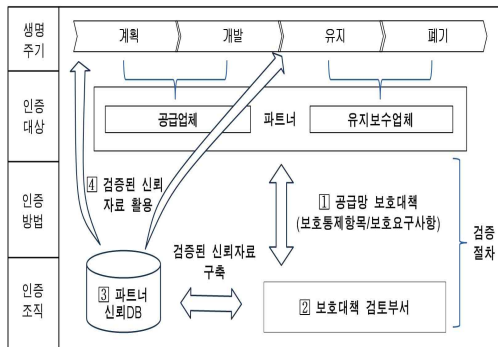 생명
주기
계획
개발
유지
폐기
인증
대상
공급업체
파트너
유지보수업체
인증
방법
4 검증된 신뢰
자료 활용
1 공급망 보호대책
(보호통제항목/보호요구사항)
검증
절차
검증된 신뢰자료
구축
인증
조직
3 파트너
신뢰DB
2 보호대책 검토부서